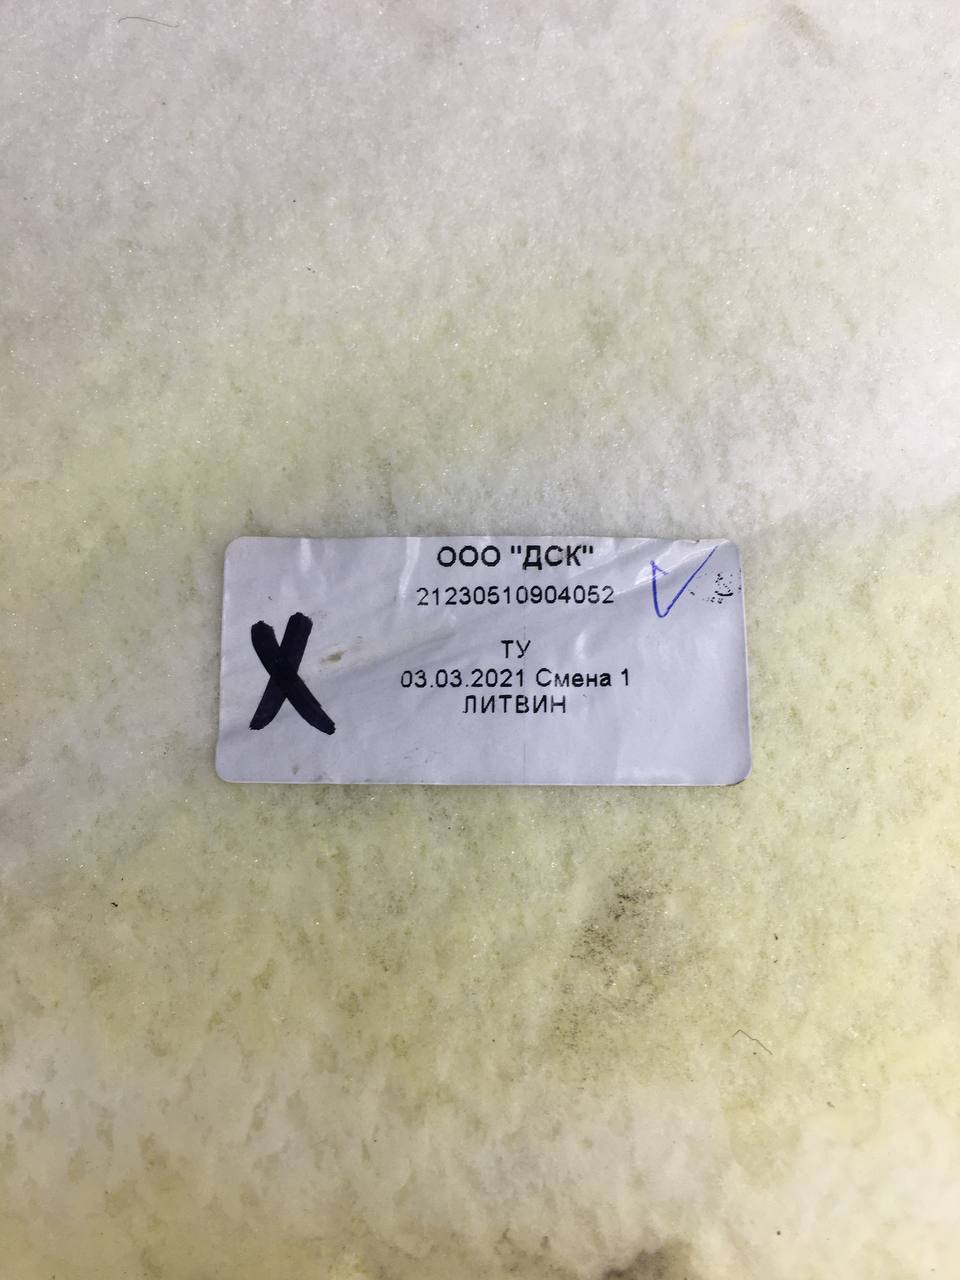 ООО "ДСК"
21230510904052
ТУ
03.03.2021 Смена 1
ЛИТВИН
X